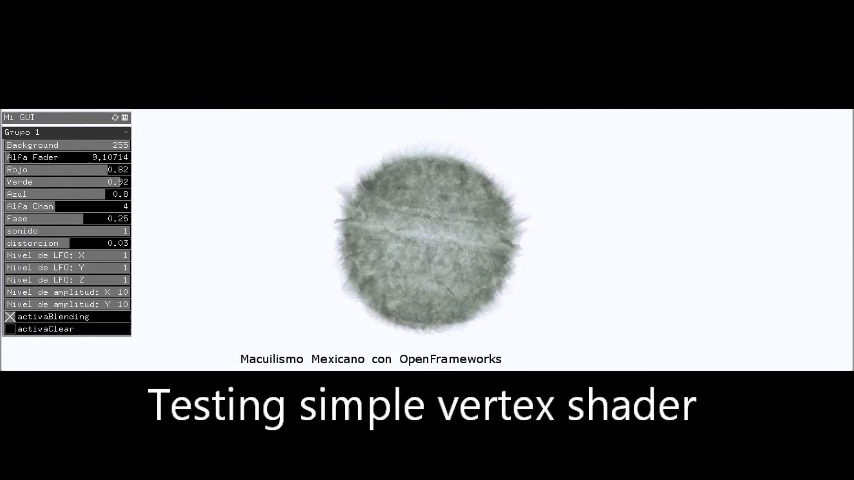 Mi GUI
Grupo 1 -
Background 255
Alfa Fader 9.10714
Rojo 0.82
Verde 0.92
Azul 0.8
Alfa Chan 4
Fase 0.25
sonido 1
distorcion 0.03
Nivel de LFO: X 1
Nivel de LFO: Y 1
Nivel de LFO: Z 1
Nivel de amplitud: X 10
Nivel de amplitud: Y 10
activaBlending
activaClear
Macuilismo Mexicano con OpenFrameworks
Testing simple vertex shader